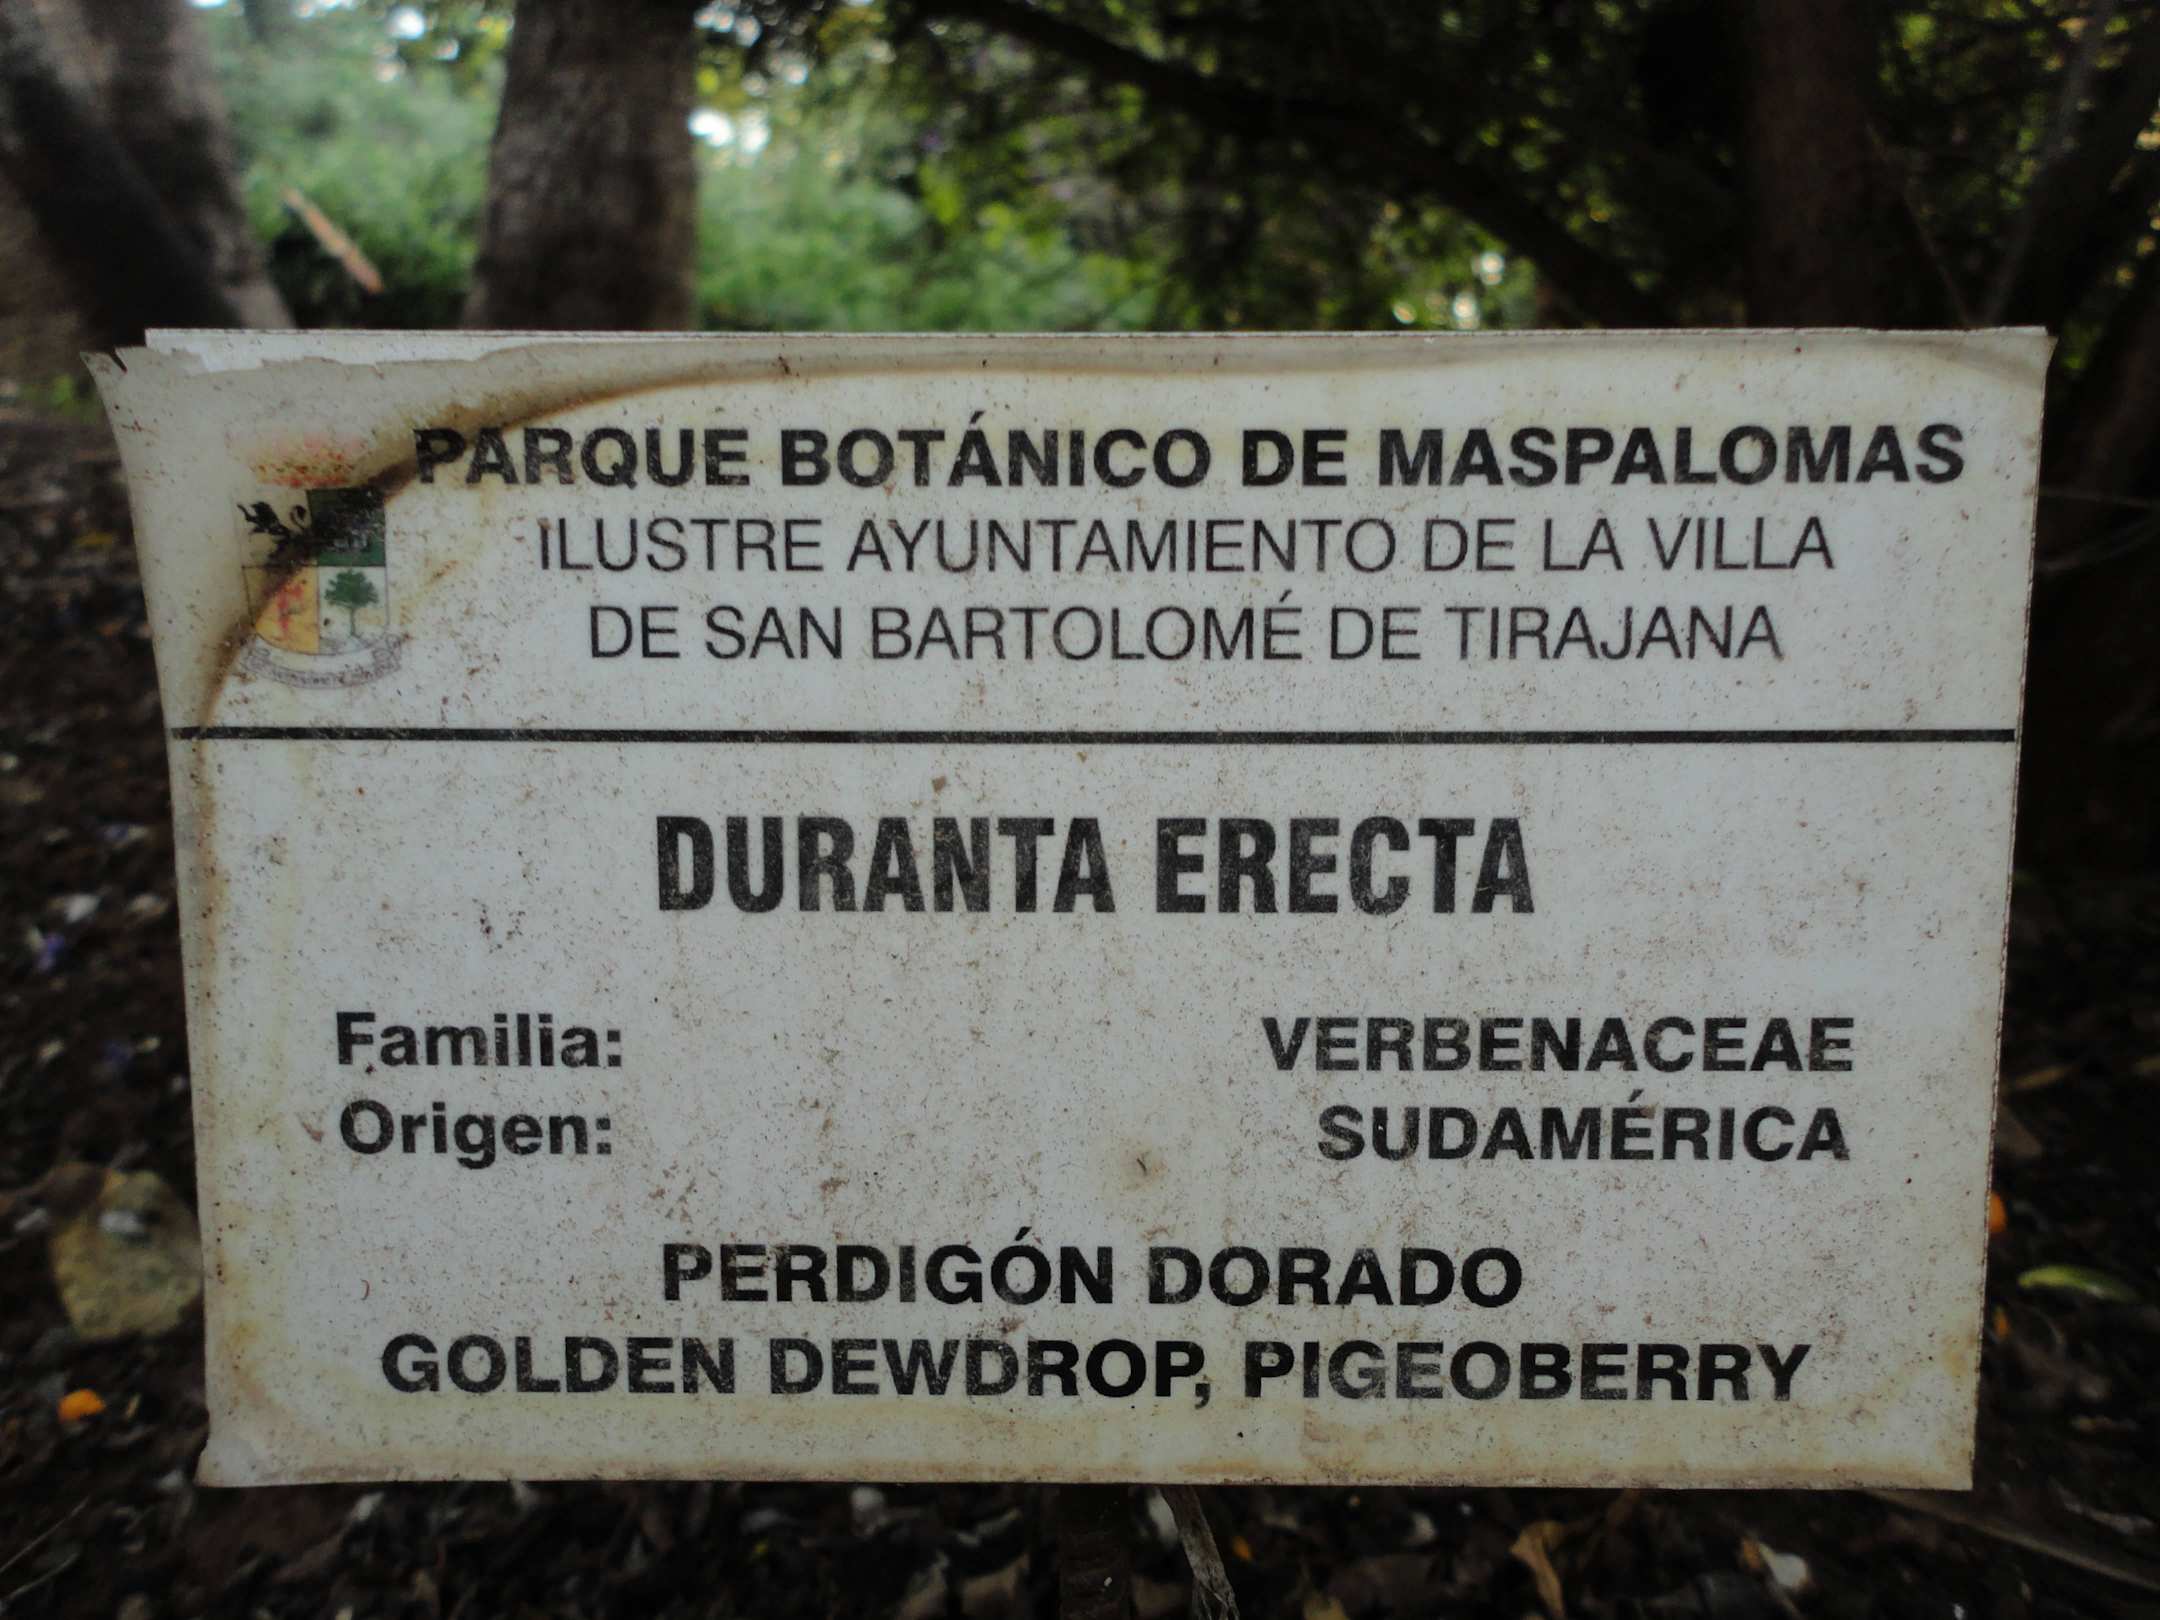 PARQUE BOTÁNICO DE MASPALOMAS
ILUSTRE AYUNTAMIENTO DE LA VILLA
DE SAN BARTOLOMÉ DE TIRAJANA
DURANTA ERECTA
Familia: VERBENACEAE
Origen: SUDAMÉRICA
PERDIGÓN DORADO
GOLDEN DEWDROP, PIGEOBERRY